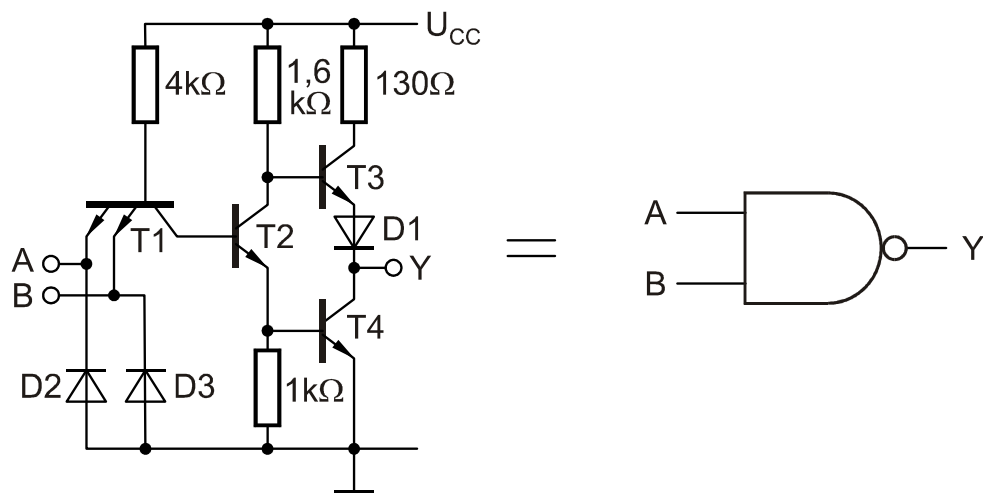 U_CC
4kΩ
1,6
kΩ
130Ω
T1
T2
T3
D1
A
B
Y
T4
D2
D3
1kΩ
=
A
B
Y